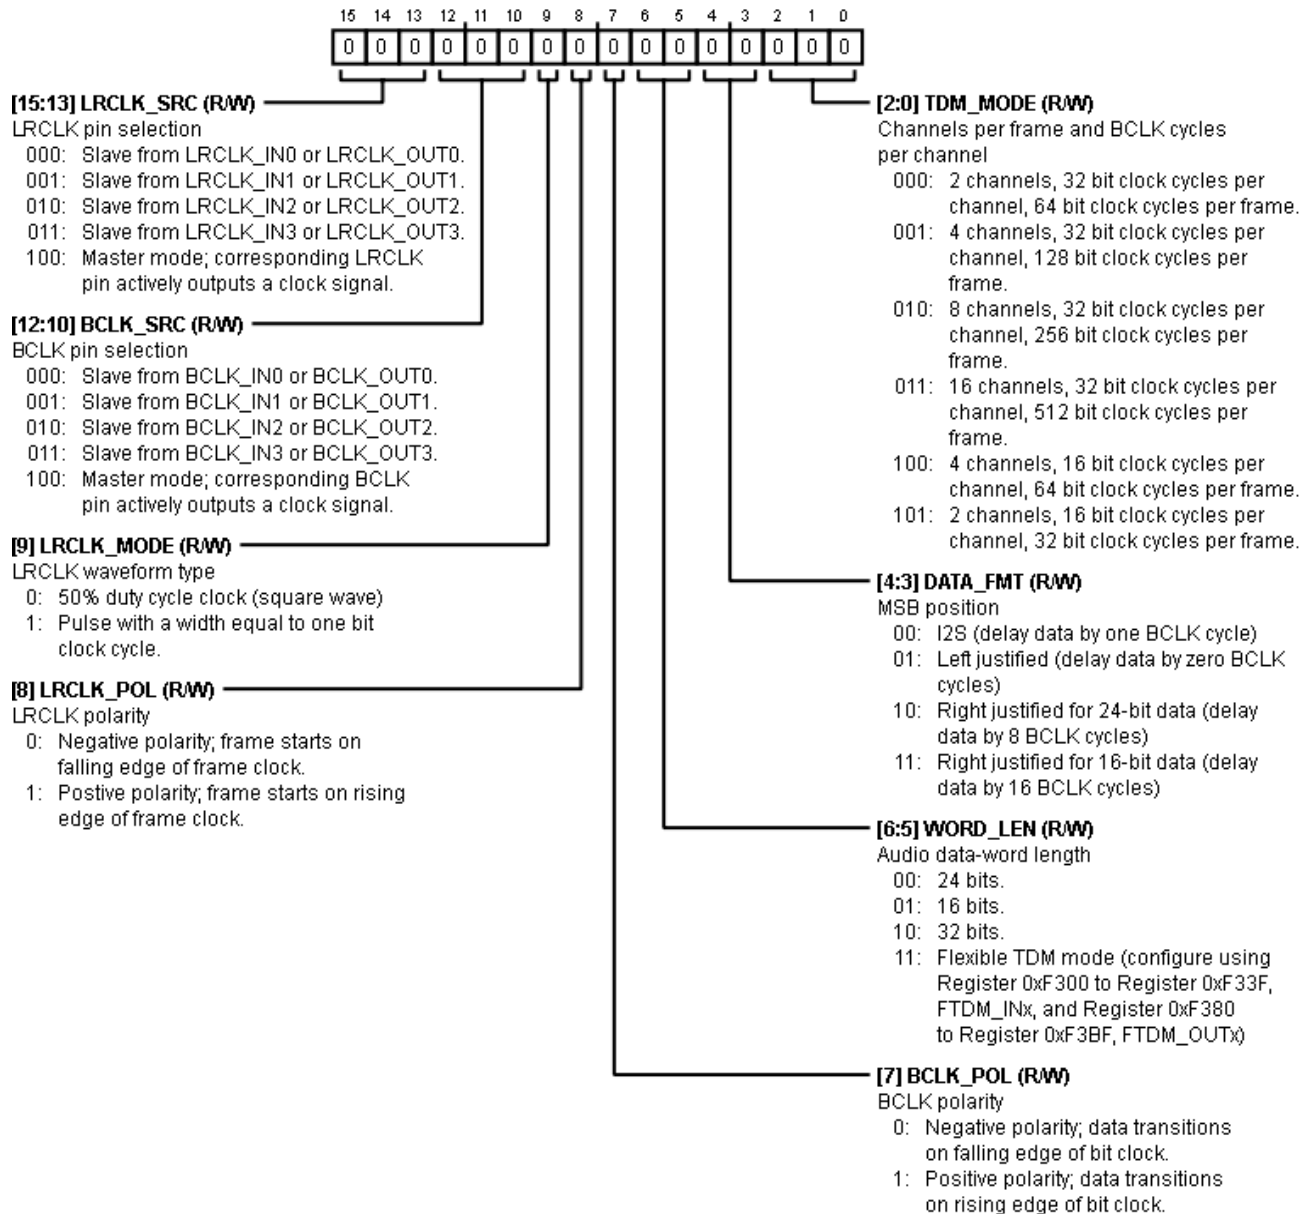 15 14 13 12 11 10 9 8 7 6 5 4 3 2 1 0
0 0 0 0 0 0 0 0 0 0 0 0 0 0 0 0
[15:13] LRCLK_SRC (R/W)
LRCLK pin selection
000: Slave from LRCLK_IN0 or LRCLK_OUT0.
001: Slave from LRCLK_IN1 or LRCLK_OUT1.
010: Slave from LRCLK_IN2 or LRCLK_OUT2.
011: Slave from LRCLK_IN3 or LRCLK_OUT3.
100: Master mode; corresponding LRCLK
pin actively outputs a clock signal.
[12:10] BCLK_SRC (R/W)
BCLK pin selection
000: Slave from BCLK_IN0 or BCLK_OUT0.
001: Slave from BCLK_IN1 or BCLK_OUT1.
010: Slave from BCLK_IN2 or BCLK_OUT2.
011: Slave from BCLK_IN3 or BCLK_OUT3.
100: Master mode; corresponding BCLK
pin actively outputs a clock signal.
[9] LRCLK_MODE (R/W)
LRCLK waveform type
0: 50% duty cycle clock (square wave)
1: Pulse with a width equal to one bit
clock cycle.
[8] LRCLK_POL (R/W)
LRCLK polarity
0: Negative polarity; frame starts on
falling edge of frame clock.
1: Postive polarity; frame starts on rising
edge of frame clock.
[2:0] TDM_MODE (R/W)
Channels per frame and BCLK cycles
per channel
000: 2 channels, 32 bit clock cycles per
channel, 64 bit clock cycles per frame.
001: 4 channels, 32 bit clock cycles per
channel, 128 bit clock cycles per
frame.
010: 8 channels, 32 bit clock cycles per
channel, 256 bit clock cycles per
frame.
011: 16 channels, 32 bit clock cycles per
channel, 512 bit clock cycles per
frame.
100: 4 channels, 16 bit clock cycles per
channel, 64 bit clock cycles per frame.
101: 2 channels, 16 bit clock cycles per
channel, 32 bit clock cycles per frame.
[4:3] DATA_FMT (R/W)
MSB position
00: I2S (delay data by one BCLK cycle)
01: Left justified (delay data by zero BCLK
cycles)
10: Right justified for 24-bit data (delay
data by 8 BCLK cycles)
11: Right justified for 16-bit data (delay
data by 16 BCLK cycles)
[6:5] WORD_LEN (R/W)
Audio data-word length
00: 24 bits.
01: 16 bits.
10: 32 bits.
11: Flexible TDM mode (configure using
Register 0xF300 to Register 0xF33F,
FTDM_INx, and Register 0xF380
to Register 0xF3BF, FTDM_OUTx)
[7] BCLK_POL (R/W)
BCLK polarity
0: Negative polarity; data transitions
on falling edge of bit clock.
1: Positive polarity; data transitions
on rising edge of bit clock.